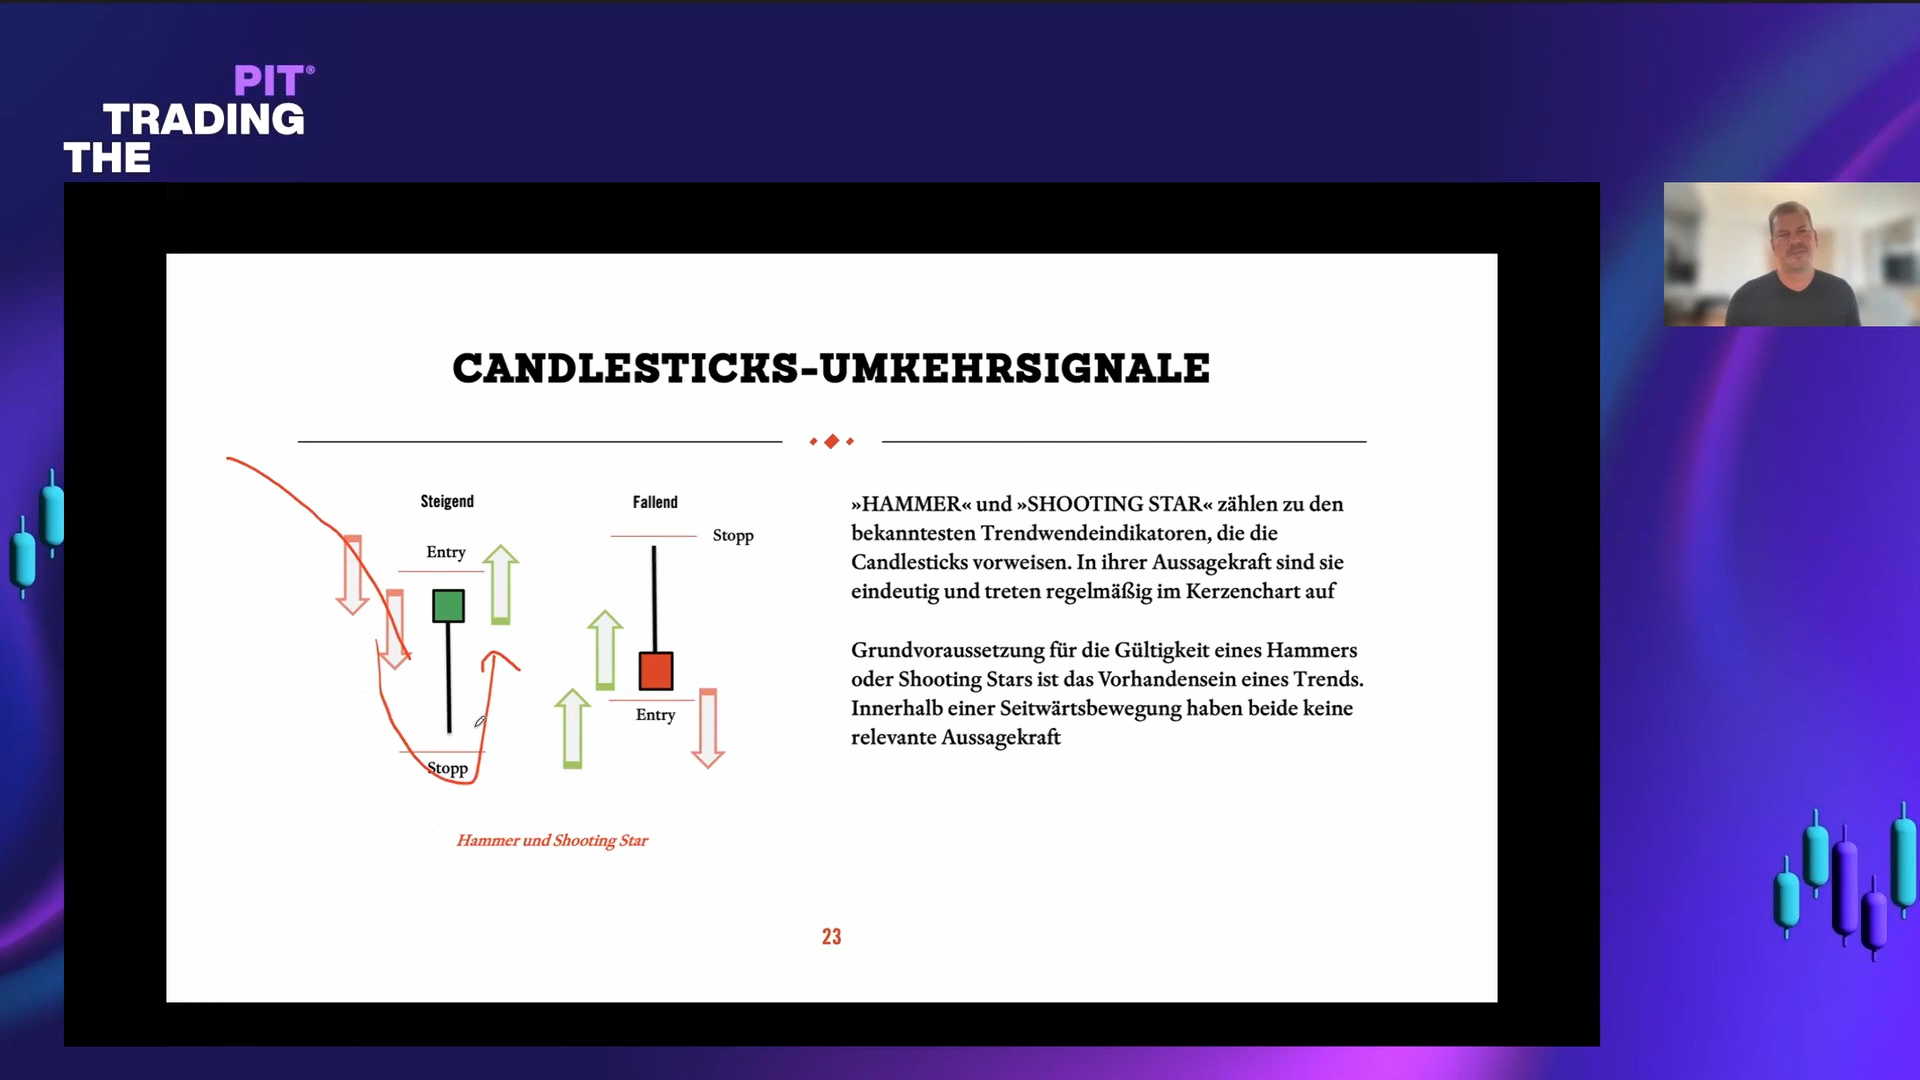 PIT®
TRADING
THE
CANDLESTICKS-UMKEHRSIGNALE
Steigend
Entry
Stopp
Fallend
Stopp
Entry
Hammer und Shooting Star
»HAMMER« und »SHOOTING STAR« zählen zu den
bekanntesten Trendwendeindikatoren, die die
Candlesticks vorweisen. In ihrer Aussagekraft sind sie
eindeutig und treten regelmäßig im Kerzenchart auf
Grundvoraussetzung für die Gültigkeit eines Hammers
oder Shooting Stars ist das Vorhandensein eines Trends.
Innerhalb einer Seitwärtsbewegung haben beide keine
relevante Aussagekraft
23